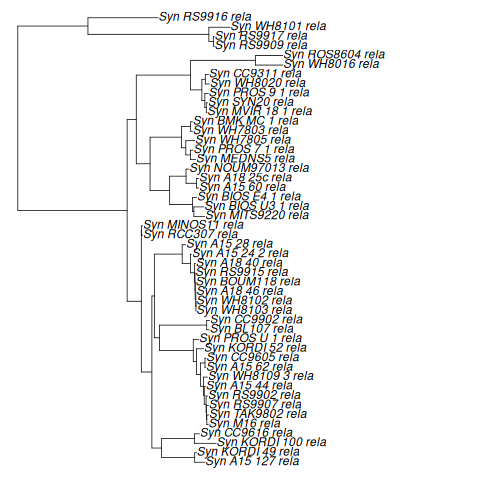 Syn RS9916 rela
Syn WH8101 rela
Syn RS9917 rela
Syn RS9909 rela
Syn ROS8604 rela
Syn WH8016 rela
Syn CC9311 rela
Syn WH8020 rela
Syn PROS 9 1 rela
Syn SYN20 rela
Syn MVIR 18 1 rela
Syn BMK MC 1 rela
Syn WH7803 rela
Syn WH7805 rela
Syn PROS 7 1 rela
Syn MEDNS5 rela
Syn NOUM97013 rela
Syn A18 25c rela
Syn A15 60 rela
Syn BIOS E4 1 rela
Syn BIOS U3 1 rela
Syn MITS9220 rela
Syn MINOS11 rela
Syn RCC307 rela
Syn A15 28 rela
Syn A15 24 2 rela
Syn A18 40 rela
Syn RS9915 rela
Syn BOUM118 rela
Syn A18 46 rela
Syn WH8102 rela
Syn WH8103 rela
Syn CC9902 rela
Syn BL107 rela
Syn PROS U 1 rela
Syn KORDI 52 rela
Syn CC9605 rela
Syn A15 62 rela
Syn WH8109 3 rela
Syn A15 44 rela
Syn RS9902 rela
Syn RS9907 rela
Syn TAK9802 rela
Syn M16 rela
Syn CC9616 rela
Syn KORDI 100 rela
Syn KORDI 49 rela
Syn A15 127 rela